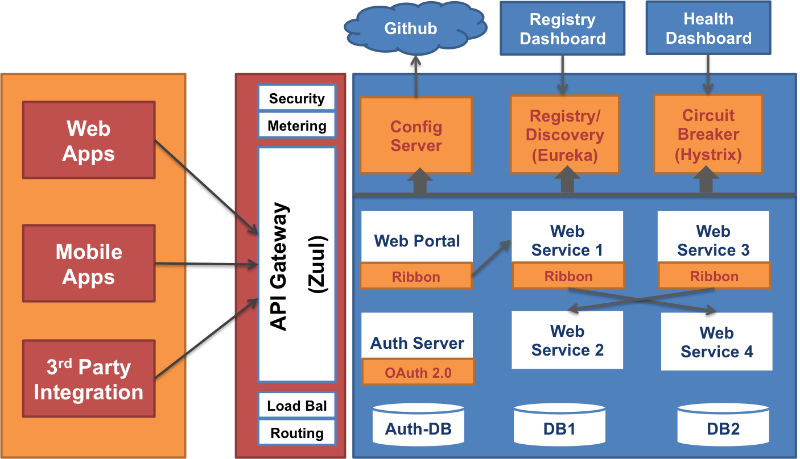 Github
Registry
Dashboard
Health
Dashboard
Web
Apps
Mobile
Apps
3rd Party
Integration
Security
Metering
API Gateway
(Zuul)
Load Bal
Routing
Config
Server
Registry/
Discovery
(Eureka)
Circuit
Breaker
(Hystrix)
Web Portal
Ribbon
Web
Service 1
Ribbon
Web
Service 3
Ribbon
Auth Server
OAuth 2.0
Web
Service 2
Web
Service 4
Auth-DB
DB1
DB2